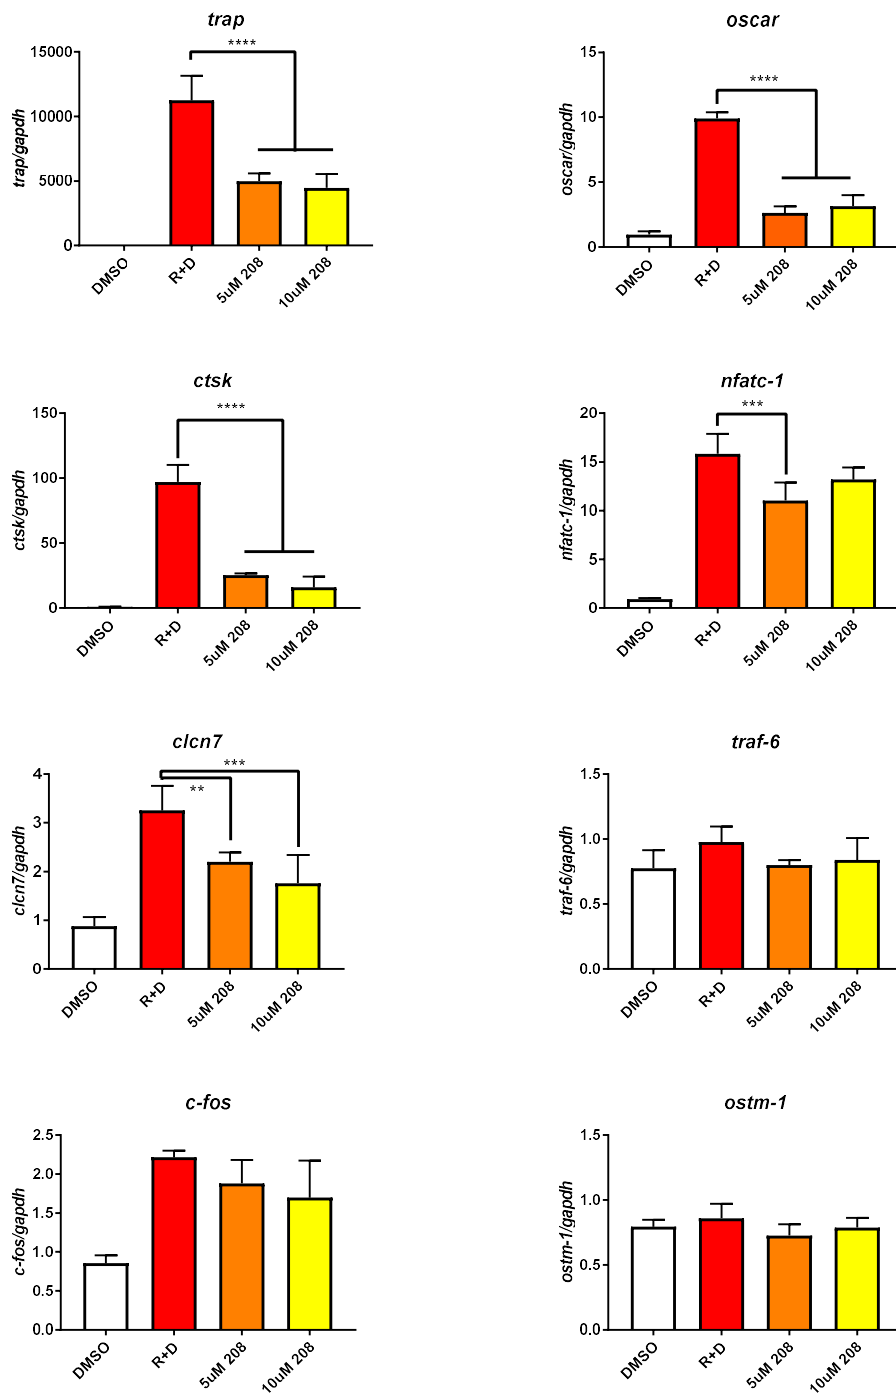 trap
****
15000
10000
5000
0
trap/gapdh
DMSO
R+D
5uM 208
10uM 208
oscar
****
15
10
5
0
oscar/gapdh
DMSO
R+D
5uM 208
10uM 208
ctsk
****
150
100
50
0
ctsk/gapdh
DMSO
R+D
5uM 208
10uM 208
nfatc-1
***
20
15
10
5
0
nfatc-1/gapdh
DMSO
R+D
5uM 208
10uM 208
clcn7
***
**
4
3
2
1
0
clcn7/gapdh
DMSO
R+D
5uM 208
10uM 208
traf-6
1.5
1.0
0.5
0.0
traf-6/gapdh
DMSO
R+D
5uM 208
10uM 208
c-fos
2.5
2.0
1.5
1.0
0.5
0.0
c-fos/gapdh
DMSO
R+D
5uM 208
10uM 208
ostm-1
1.5
1.0
0.5
0.0
ostm-1/gapdh
DMSO
R+D
5uM 208
10uM 208